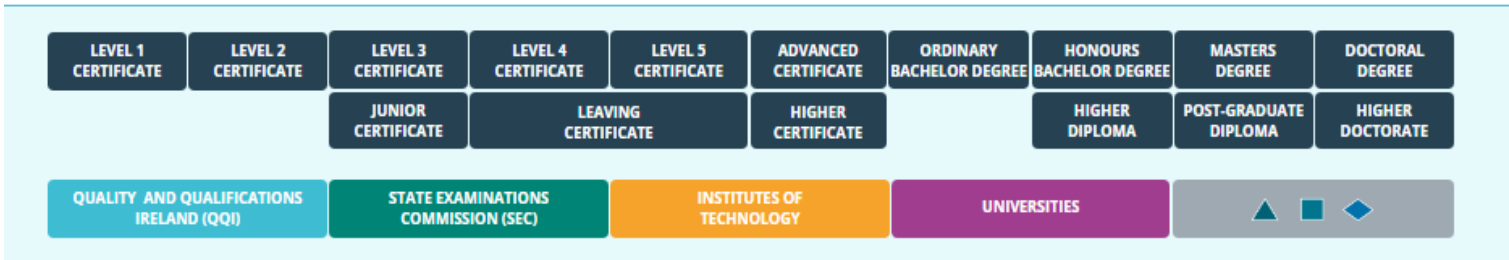 LEVEL 1
CERTIFICATE
LEVEL 2
CERTIFICATE
LEVEL 3
CERTIFICATE
LEVEL 4
CERTIFICATE
LEVEL 5
CERTIFICATE
ADVANCED
CERTIFICATE
ORDINARY
BACHELOR DEGREE
HONOURS
BACHELOR DEGREE
MASTERS
DEGREE
DOCTORAL
DEGREE
JUNIOR
CERTIFICATE
LEAVING
CERTIFICATE
HIGHER
CERTIFICATE
HIGHER
DIPLOMA
POST-GRADUATE
DIPLOMA
HIGHER
DOCTORATE
QUALITY AND QUALIFICATIONS
IRELAND (QQI)
STATE EXAMINATIONS
COMMISSION (SEC)
INSTITUTES OF
TECHNOLOGY
UNIVERSITIES